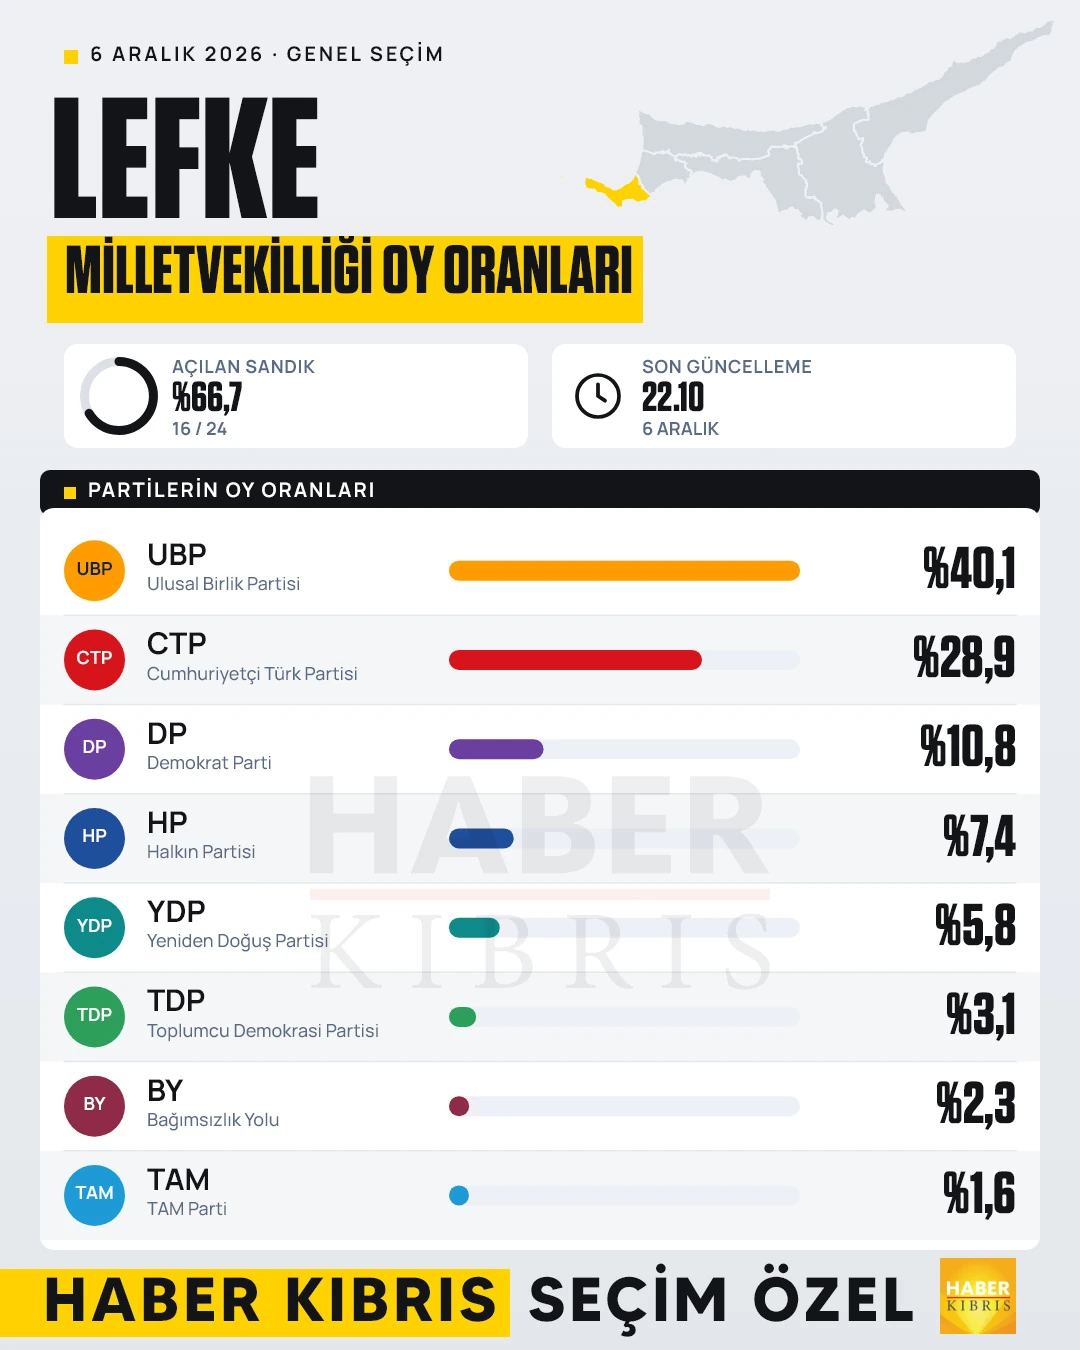 6 ARALIK 2026 · GENEL SEÇİM
LEFKE
MİLLETVEKİLLİĞİ OY ORANLARI
AÇILAN SANDIK
%66,7
16 / 24
SON GÜNCELLEME
22.10
6 ARALIK
PARTİLERİN OY ORANLARI
UBP
UBP
Ulusal Birlik Partisi
%40,1
CTP
CTP
Cumhuriyetçi Türk Partisi
%28,9
DP
DP
Demokrat Parti
%10,8
HP
HP
Halkın Partisi
%7,4
YDP
YDP
Yeniden Doğuş Partisi
%5,8
TDP
TDP
Toplumcu Demokrasi Partisi
%3,1
BY
BY
Bağımsızlık Yolu
%2,3
TAM
TAM
TAM Parti
%1,6
HABER
KIBRIS
HABER KIBRIS SEÇİM ÖZEL
HABER
KIBRIS